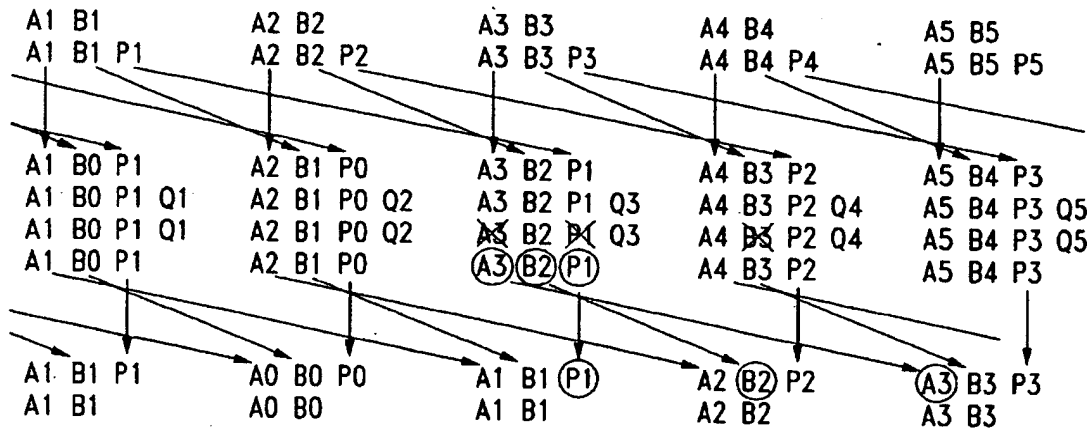 A1 B1 A2 B2 A3 B3 A4 B4 A5 B5
A1 B1 P1 A2 B2 P2 A3 B3 P3 A4 B4 P4 A5 B5 P5
A1 B0 P1 A2 B1 P0 A3 B2 P1 A4 B3 P2 A5 B4 P3
A1 B0 P1 Q1 A2 B1 P0 Q2 A3 B2 P1 Q3 A4 B3 P2 Q4 A5 B4 P3 Q5
A1 B0 P1 Q1 A2 B1 P0 Q2 A3 B2 P1 Q3 A4 B3 P2 Q4 A5 B4 P3 Q5
A1 B0 P1 A2 B1 P0 A3 B2 P1 A4 B3 P2 A5 B4 P3
A1 B1 P1 A0 B0 P0 A1 B1 P1 A2 B2 P2 A3 B3 P3
A1 B1 A0 B0 A1 B1 A2 B2 A3 B3